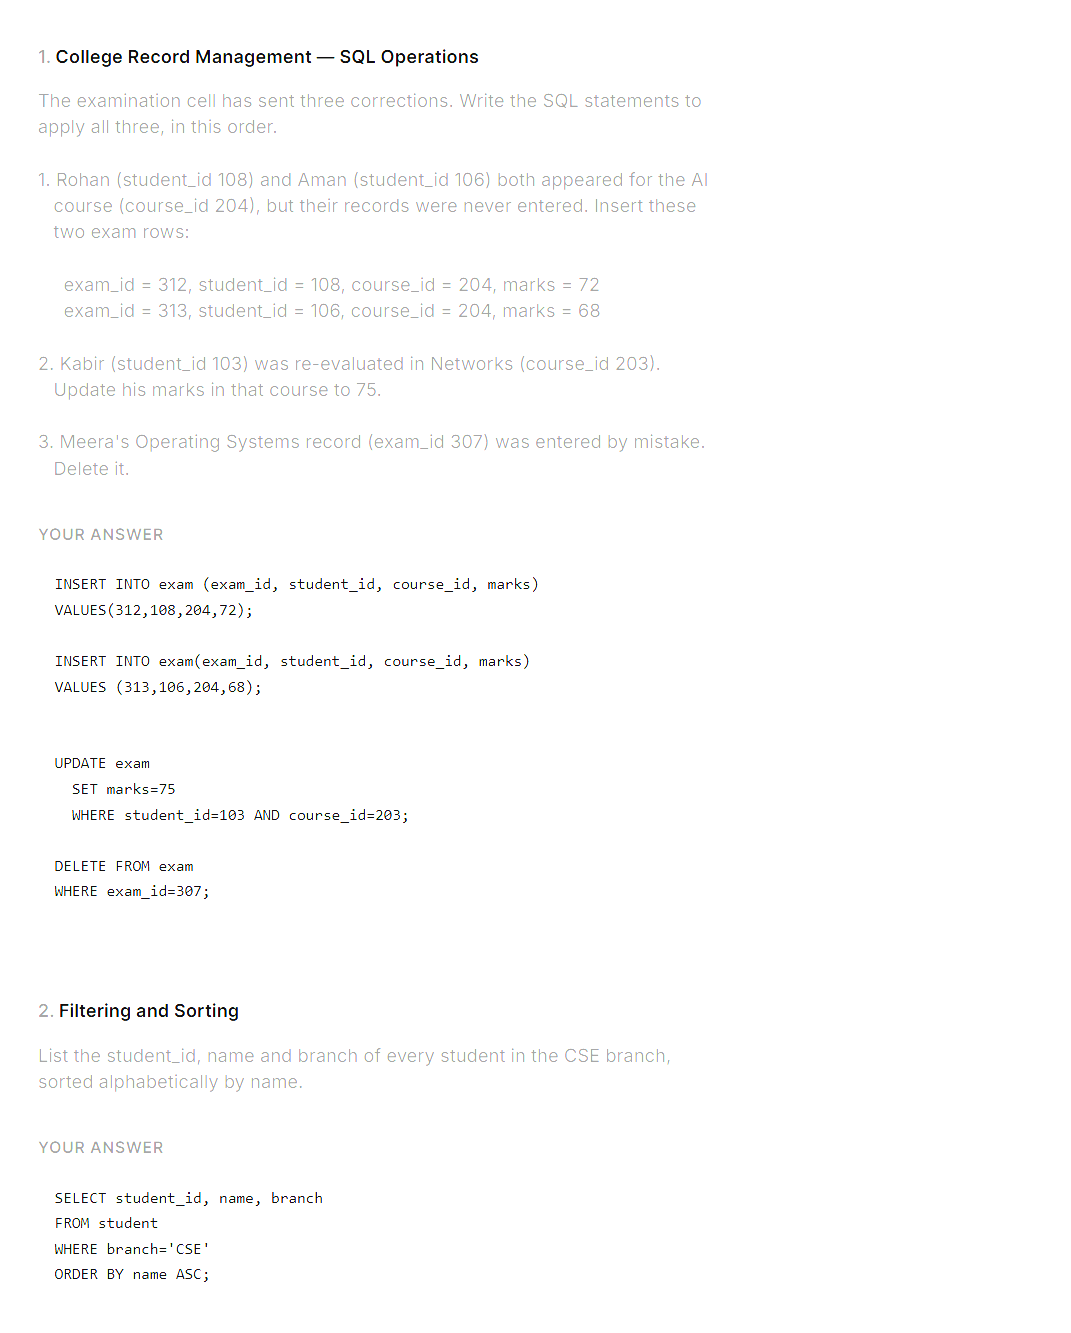 1. College Record Management — SQL Operations
The examination cell has sent three corrections. Write the SQL statements to
apply all three, in this order.
1. Rohan (student_id 108) and Aman (student_id 106) both appeared for the AI
course (course_id 204), but their records were never entered. Insert these
two exam rows:
exam_id = 312, student_id = 108, course_id = 204, marks = 72
exam_id = 313, student_id = 106, course_id = 204, marks = 68
2. Kabir (student_id 103) was re-evaluated in Networks (course_id 203).
Update his marks in that course to 75.
3. Meera's Operating Systems record (exam_id 307) was entered by mistake.
Delete it.
YOUR ANSWER
INSERT INTO exam (exam_id, student_id, course_id, marks)
VALUES(312,108,204,72);
INSERT INTO exam(exam_id, student_id, course_id, marks)
VALUES (313,106,204,68);
UPDATE exam
SET marks=75
WHERE student_id=103 AND course_id=203;
DELETE FROM exam
WHERE exam_id=307;
2. Filtering and Sorting
List the student_id, name and branch of every student in the CSE branch,
sorted alphabetically by name.
YOUR ANSWER
SELECT student_id, name, branch
FROM student
WHERE branch='CSE'
ORDER BY name ASC;